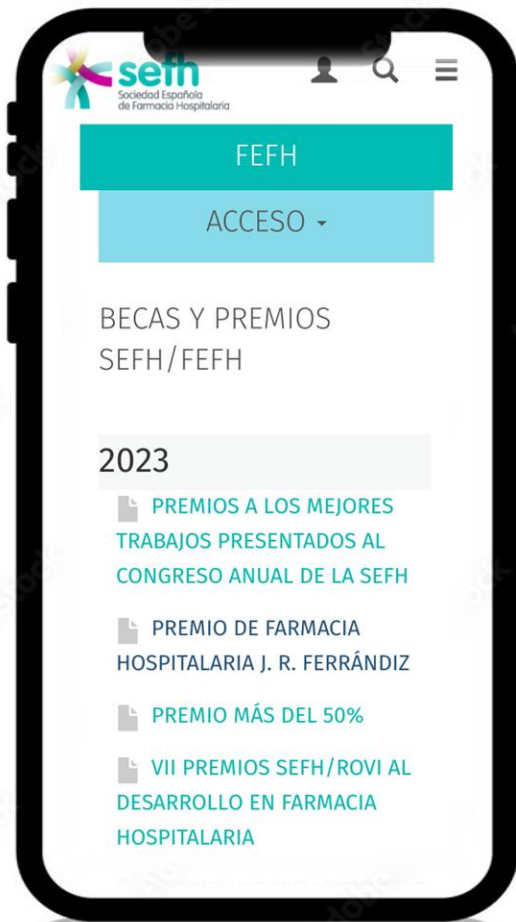 sefh
Sociedad Española
de Farmacia Hospitalaria
FEFH
ACCESO
BECAS Y PREMIOS
SEFH/FEFH
2023
PREMIOS A LOS MEJORES
TRABAJOS PRESENTADOS AL
CONGRESO ANUAL DE LA SEFH
PREMIO DE FARMACIA
HOSPITALARIA J. R. FERRÁNDIZ
PREMIO MÁS DEL 50%
VII PREMIOS SEFH/ROVI AL
DESARROLLO EN FARMACIA
HOSPITALARIA